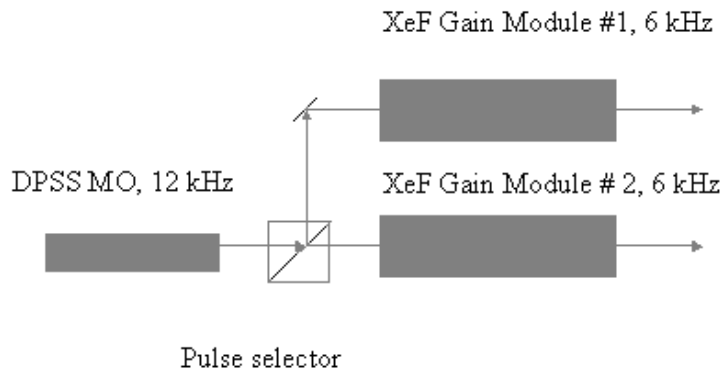 XeF Gain Module #1, 6 kHz
DPSS MO, 12 kHz
XeF Gain Module # 2, 6 kHz
Pulse selector